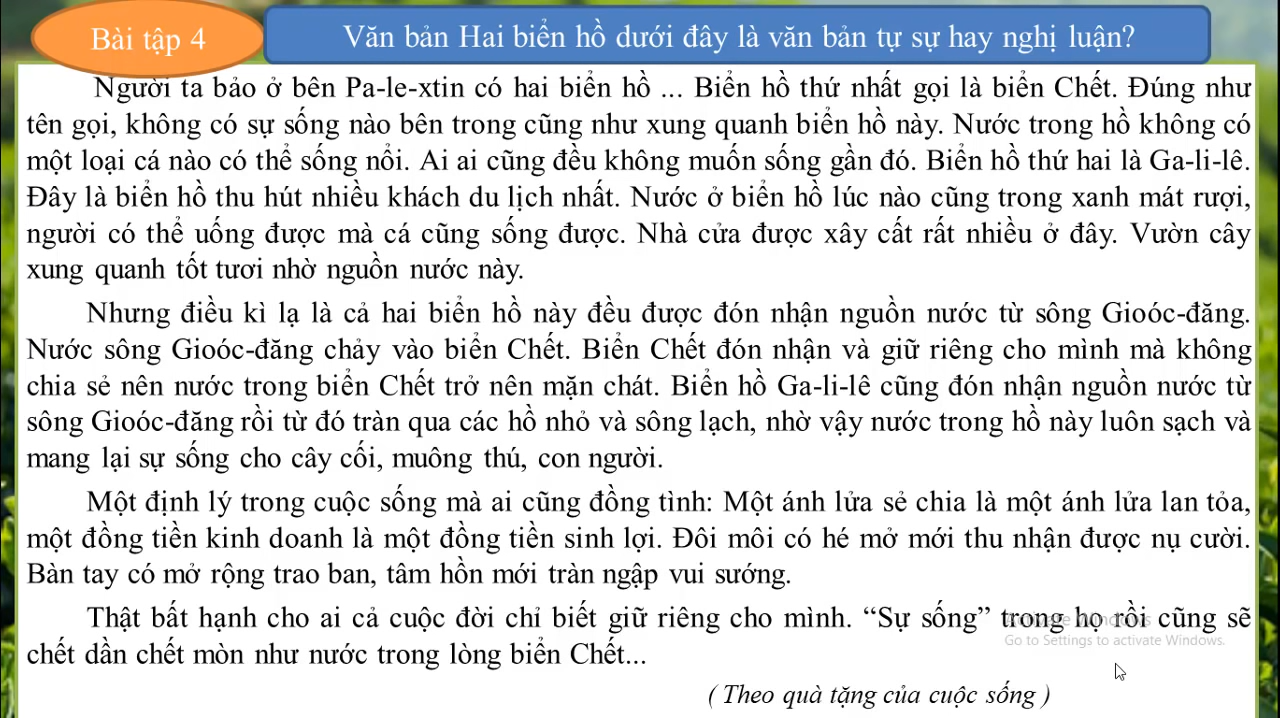 Bài tập 4
Văn bản Hai biển hồ dưới đây là văn bản tự sự hay nghị luận?
Người ta bảo ở bên Pa-le-xtin có hai biển hồ ... Biển hồ thứ nhất gọi là biển Chết. Đúng như
tên gọi, không có sự sống nào bên trong cũng như xung quanh biển hồ này. Nước trong hồ không có
một loại cá nào có thể sống nổi. Ai ai cũng đều không muốn sống gần đó. Biển hồ thứ hai là Ga-li-lê.
Đây là biển hồ thu hút nhiều khách du lịch nhất. Nước ở biển hồ lúc nào cũng trong xanh mát rượi,
người có thể uống được mà cá cũng sống được. Nhà cửa được xây cất rất nhiều ở đây. Vườn cây
xung quanh tốt tươi nhờ nguồn nước này.
Nhưng điều kì lạ là cả hai biển hồ này đều được đón nhận nguồn nước từ sông Gioóc-đăng.
Nước sông Gioóc-đăng chảy vào biển Chết. Biển Chết đón nhận và giữ riêng cho mình mà không
chia sẻ nên nước trong biển Chết trở nên mặn chát. Biển hồ Ga-li-lê cũng đón nhận nguồn nước từ
sông Gioóc-đăng rồi từ đó tràn qua các hồ nhỏ và sông lạch, nhờ vậy nước trong hồ này luôn sạch và
mang lại sự sống cho cây cối, muông thú, con người.
Một định lý trong cuộc sống mà ai cũng đồng tình: Một ánh lửa sẻ chia là một ánh lửa lan tỏa,
một đồng tiền kinh doanh là một đồng tiền sinh lợi. Đôi môi có hé mở mới thu nhận được nụ cười.
Bàn tay có mở rộng trao ban, tâm hồn mới tràn ngập vui sướng.
Thật bất hạnh cho ai cả cuộc đời chỉ biết giữ riêng cho mình. “Sự sống” trong họ rồi cũng sẽ
chết dần chết mòn như nước trong lòng biển Chết...
( Theo quà tặng của cuộc sống )
Activate Windows
Go to Settings to activate Windows.